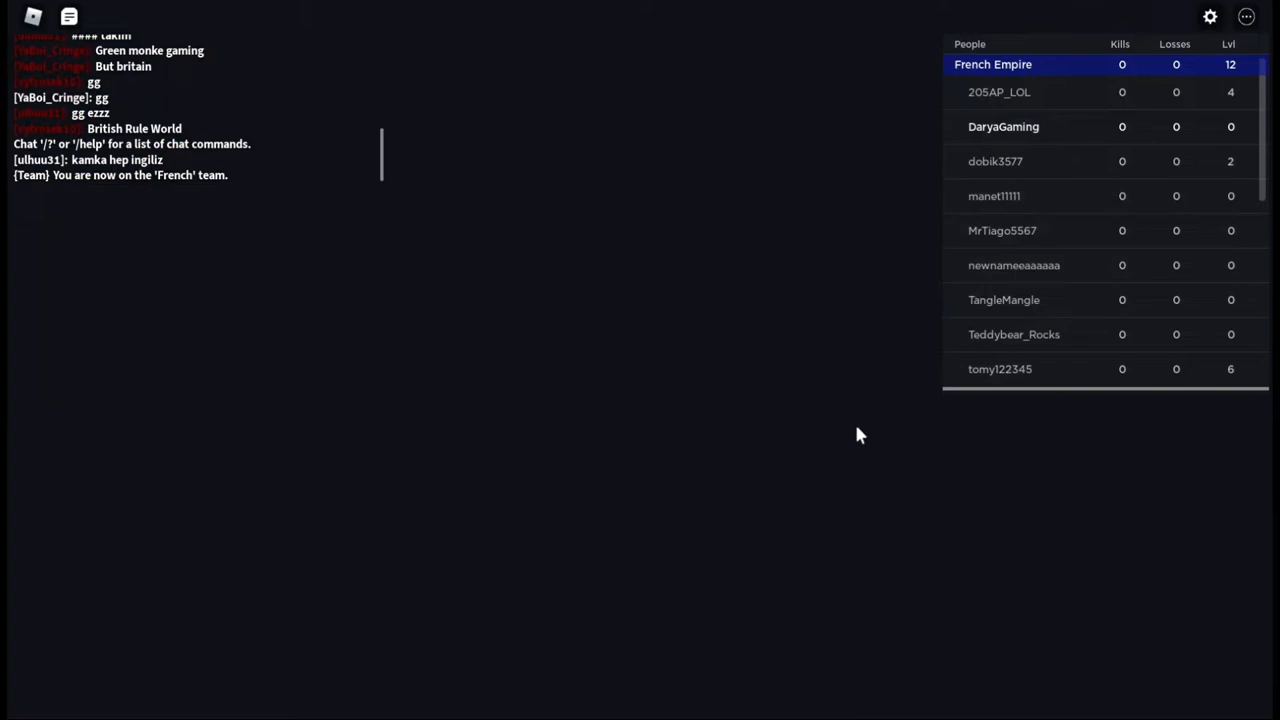 #### takim
[YaBoi_Cringe]: Green monke gaming
[YaBoi_Cringe]: But britain
gg
[YaBoi_Cringe]: gg
[ulhuu31]: gg ezzz
British Rule World
Chat '/?' or '/help' for a list of chat commands.
[ulhuu31]: kamka hep ingiliz
{Team} You are now on the 'French' team.
People Kills Losses Lvl
French Empire 0 0 12
205AP_LOL 0 0 4
DaryaGaming 0 0 0
dobik3577 0 0 2
manet11111 0 0 0
MrTiago5567 0 0 0
newnameeaaaaaa 0 0 0
TangleMangle 0 0 0
Teddybear_Rocks 0 0 0
tomy122345 0 0 6